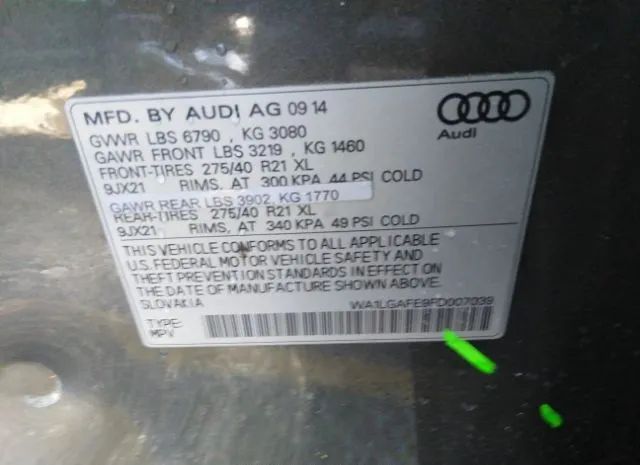 MFD. BY AUDI AG 09 14
GVWR LBS 6790 , KG 3080
GAWR FRONT LBS 3219 , KG 1460
FRONT-TIRES 275/40 R21 XL
9JX21 RIMS, AT 300 KPA 44 PSI COLD
GAWR REAR LBS 3902, KG 1770
REAR-TIRES 275/40 R21 XL
9JX21 RIMS, AT 340 KPA 49 PSI COLD
THIS VEHICLE CONFORMS TO ALL APPLICABLE
U.S. FEDERAL MOTOR VEHICLE SAFETY AND
THEFT PREVENTION STANDARDS IN EFFECT ON
THE DATE OF MANUFACTURE SHOWN ABOVE.
SLOVAKIA WA1LGAFE9FD007039
TYPE:
MPV
Audi